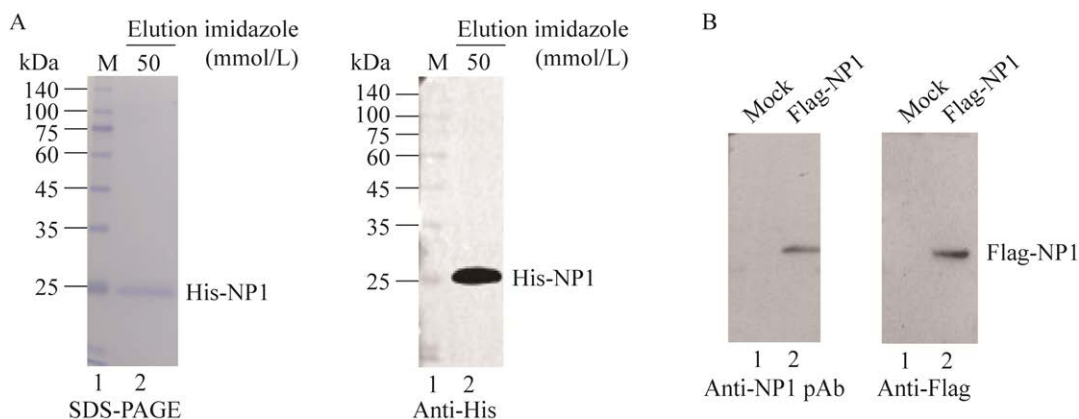 A
Elution imidazole
(mmol/L)
kDa
M
50
140
100
75
60
45
35
25
His-NP1
1
2
SDS-PAGE
Elution imidazole
(mmol/L)
kDa
M
50
140
100
75
60
45
35
25
His-NP1
1
2
Anti-His
B
Mock
Flag-NP1
1
2
Anti-NP1 pAb
Mock
Flag-NP1
Flag-NP1
1
2
Anti-Flag